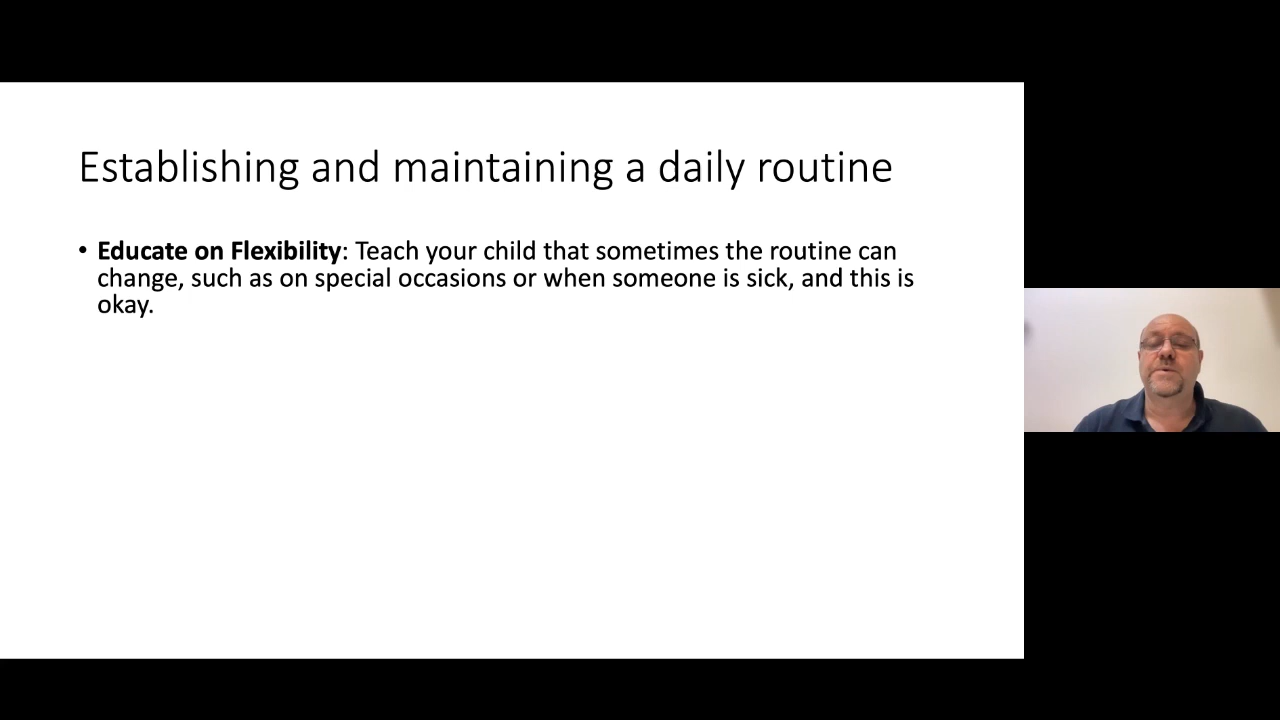 Establishing and maintaining a daily routine
• Educate on Flexibility: Teach your child that sometimes the routine can
change, such as on special occasions or when someone is sick, and this is
okay.